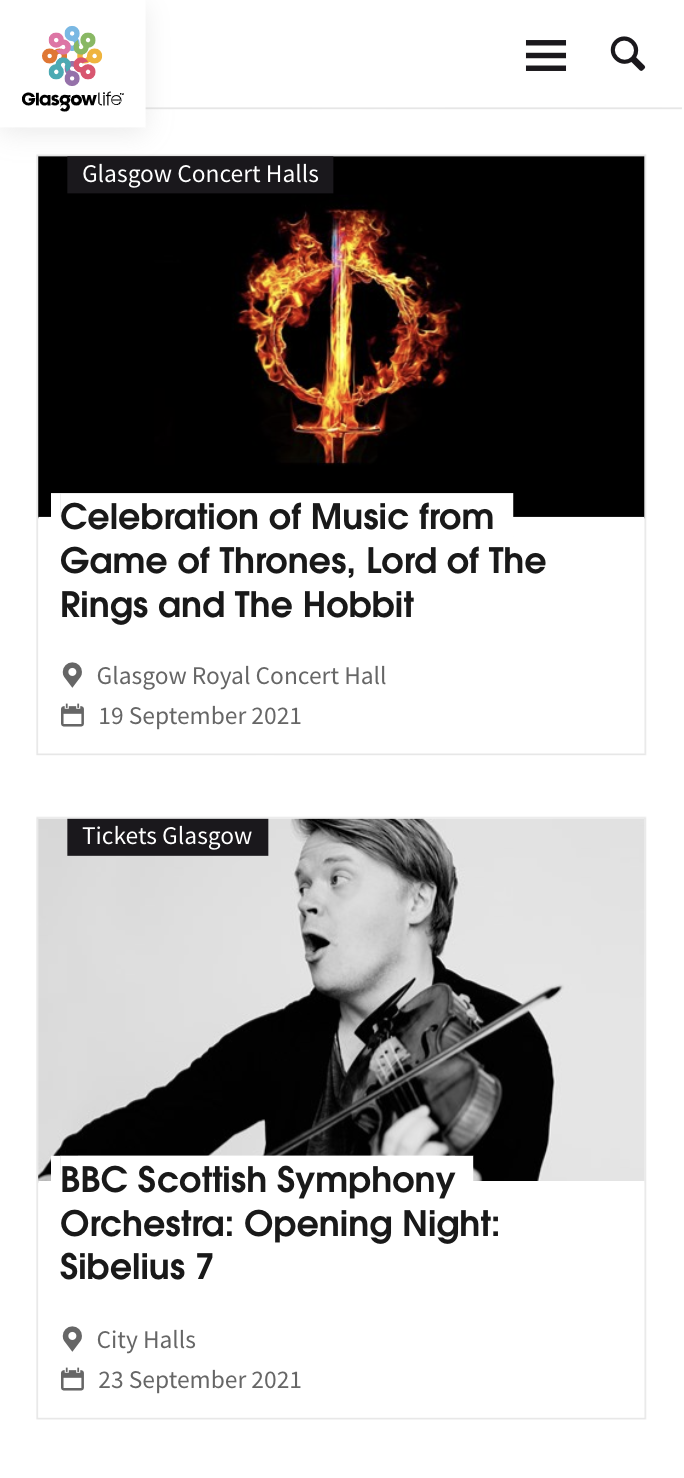 Glasgowlife™
Glasgow Concert Halls
Celebration of Music from
Game of Thrones, Lord of The
Rings and The Hobbit
Glasgow Royal Concert Hall
19 September 2021
Tickets Glasgow
BBC Scottish Symphony
Orchestra: Opening Night:
Sibelius 7
City Halls
23 September 2021